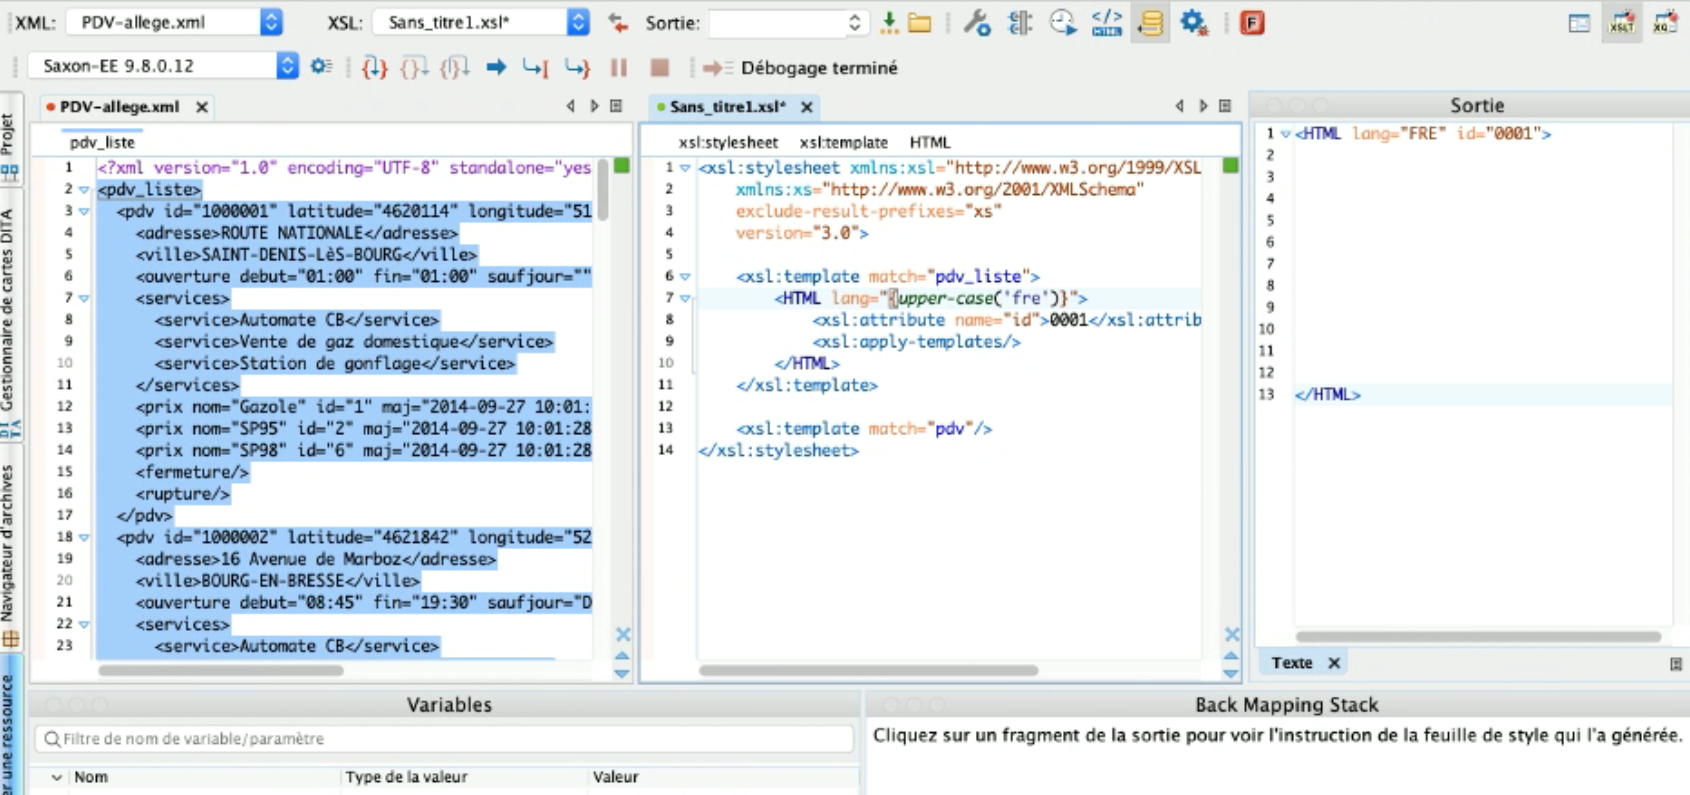 XML: PDV-allege.xml XSL: Sans_titre1.xsl* Sortie:
Saxon-EE 9.8.0.12 Débogage terminé
PDV-allege.xml
pdv_liste
1 <?xml version="1.0" encoding="UTF-8" standalone="yes
2 <pdv_liste>
3 <pdv id="1000001" latitude="4620114" longitude="51
4 <adresse>ROUTE NATIONALE</adresse>
5 <ville>SAINT-DENIS-LèS-BOURG</ville>
6 <ouverture debut="01:00" fin="01:00" saufjour=""
7 <services>
8 <service>Automate CB</service>
9 <service>Vente de gaz domestique</service>
10 <service>Station de gonflage</service>
11 </services>
12 <prix nom="Gazole" id="1" maj="2014-09-27 10:01:
13 <prix nom="SP95" id="2" maj="2014-09-27 10:01:28
14 <prix nom="SP98" id="6" maj="2014-09-27 10:01:28
15 <fermeture/>
16 <rupture/>
17 </pdv>
18 <pdv id="1000002" latitude="4621842" longitude="52
19 <adresse>16 Avenue de Marboz</adresse>
20 <ville>BOURG-EN-BRESSE</ville>
21 <ouverture debut="08:45" fin="19:30" saufjour="D
22 <services>
23 <service>Automate CB</service>
Sans_titre1.xsl*
xsl:stylesheet xsl:template HTML
1 <xsl:stylesheet xmlns:xsl="http://www.w3.org/1999/XSL
2 xmlns:xs="http://www.w3.org/2001/XMLSchema"
3 exclude-result-prefixes="xs"
4 version="3.0">
5
6 <xsl:template match="pdv_liste">
7 <HTML lang="{upper-case('fre')}">
8 <xsl:attribute name="id">0001</xsl:attrib
9 <xsl:apply-templates/>
10 </HTML>
11 </xsl:template>
12
13 <xsl:template match="pdv"/>
14 </xsl:stylesheet>
Sortie
1 <HTML lang="FRE" id="0001">
2
3
4
5
6
7
8
9
10
11
12
13 </HTML>
Texte
Projet
Gestionnaire de cartes DITA
Navigateur d'archives
er une ressource
Variables
Filtre de nom de variable/paramètre
Nom Type de la valeur Valeur
Back Mapping Stack
Cliquez sur un fragment de la sortie pour voir l'instruction de la feuille de style qui l'a générée.